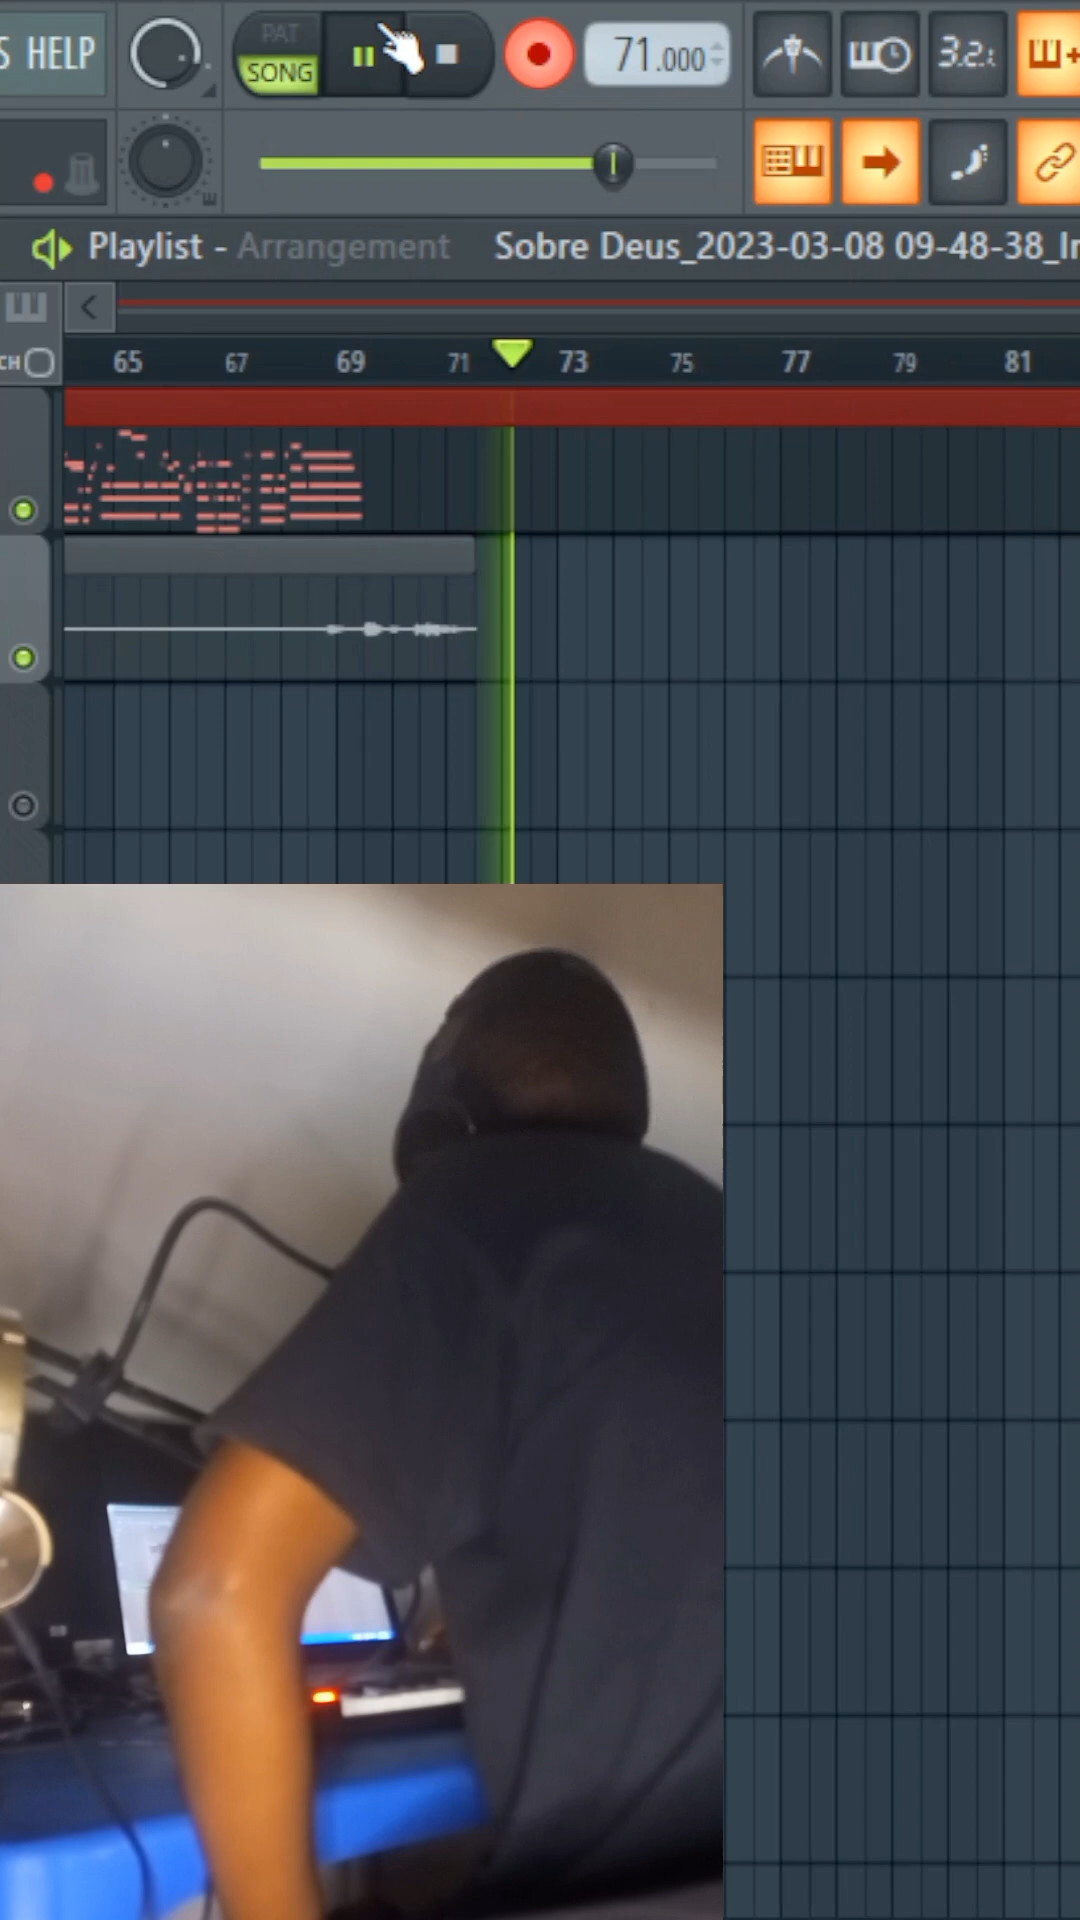 S HELP
PAT
SONG
71.000
3.2.
Playlist - Arrangement
Sobre Deus_2023-03-08 09-48-38_In
CH
65 67 69 71 73 75 77 79 81